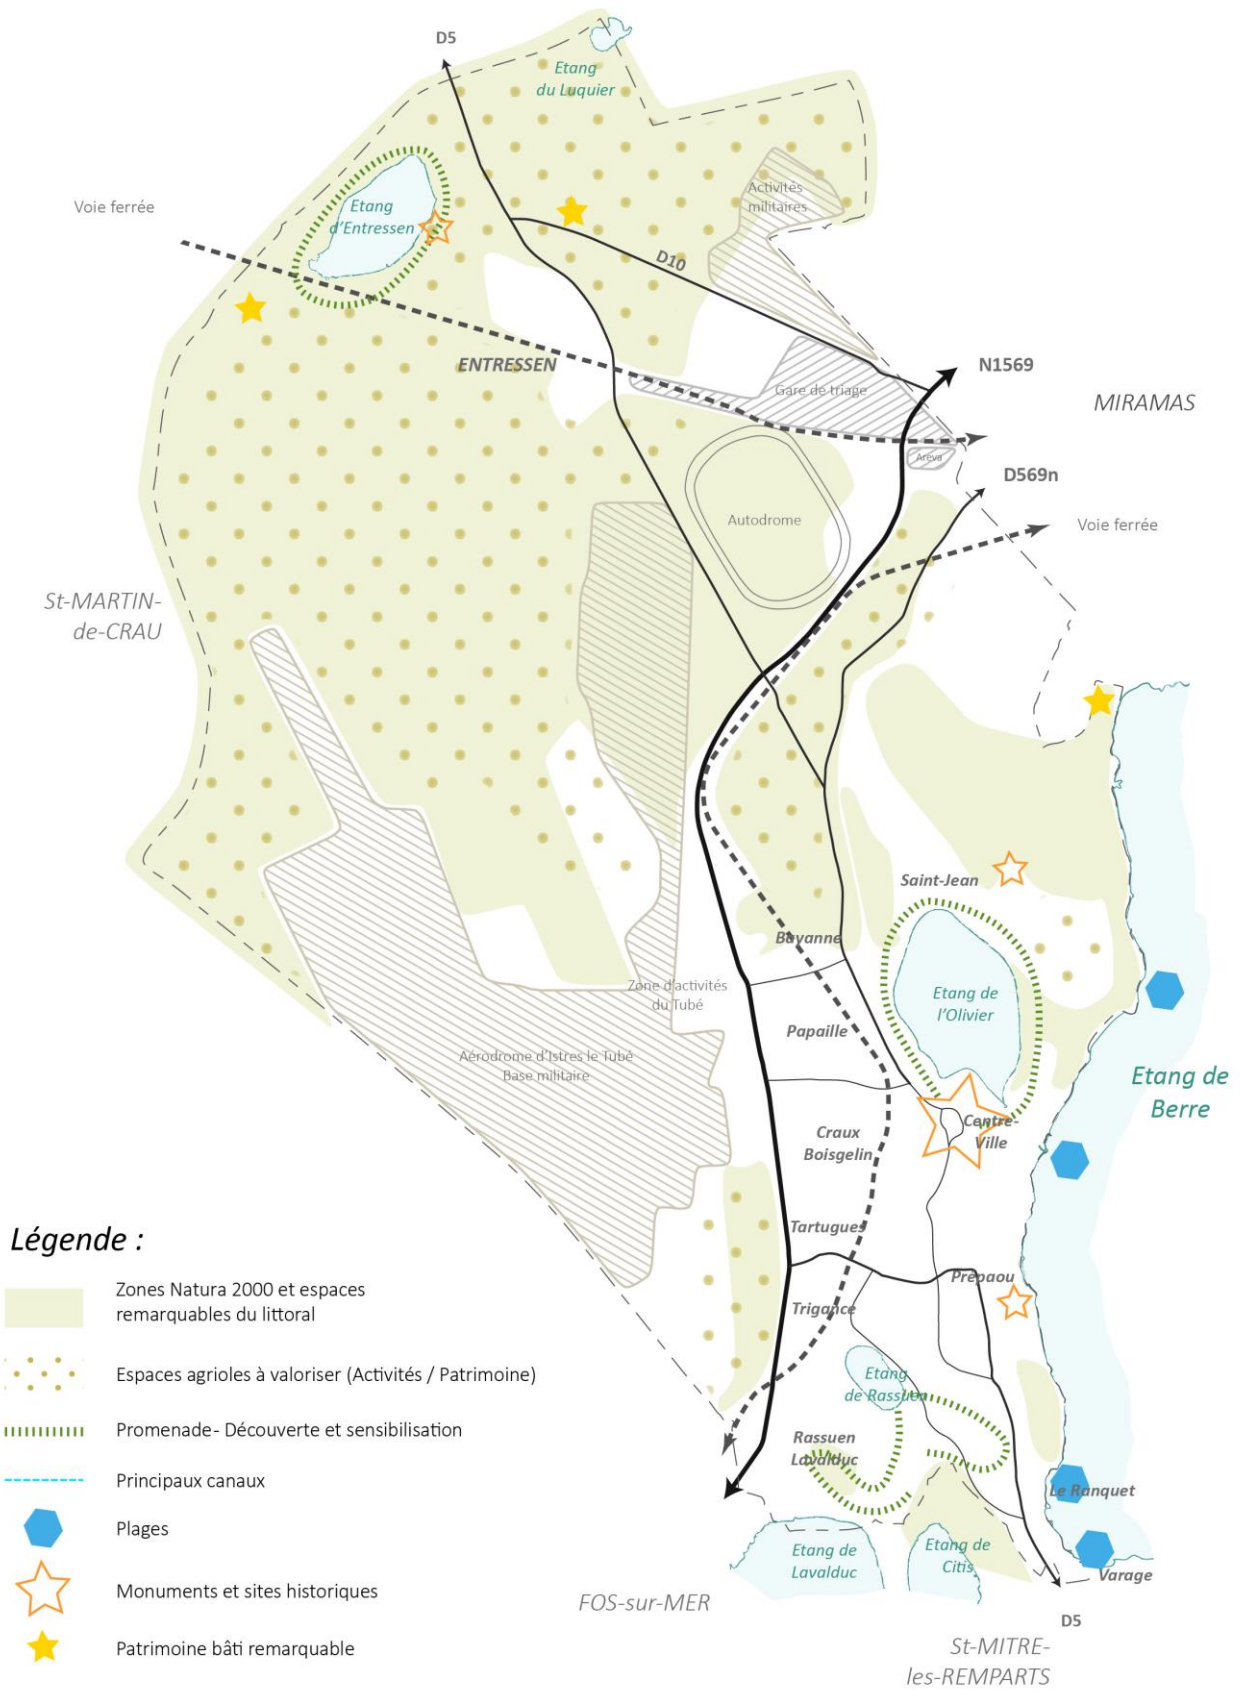 D5
Etang
du Luquier
Activités
militaires
Voie ferrée
Etang
d'Entressen
D10
ENTRESSEN
N1569
Gare de triage
MIRAMAS
Areva
D569n
Autodrome
Voie ferrée
St-MARTIN-
de-CRAU
Saint-Jean
Bayanne
Zone d'activités
du Tubé
Etang de
l'Olivier
Papaille
Aérodrome d'Istres le Tubé
Base militaire
Etang de
Berre
Centre-
Ville
Craux
Boisgelin
Tartugues
Prépaou
Trigance
Etang
de Rassuen
Rassuen
Lavalduc
Le Ranquet
Etang de
Lavalduc
Etang de
Citis
Varage
FOS-sur-MER
D5
St-MITRE-
les-REMPARTS
Légende :
Zones Natura 2000 et espaces
remarquables du littoral
Espaces agrioles à valoriser (Activités / Patrimoine)
Promenade- Découverte et sensibilisation
Principaux canaux
Plages
Monuments et sites historiques
Patrimoine bâti remarquable